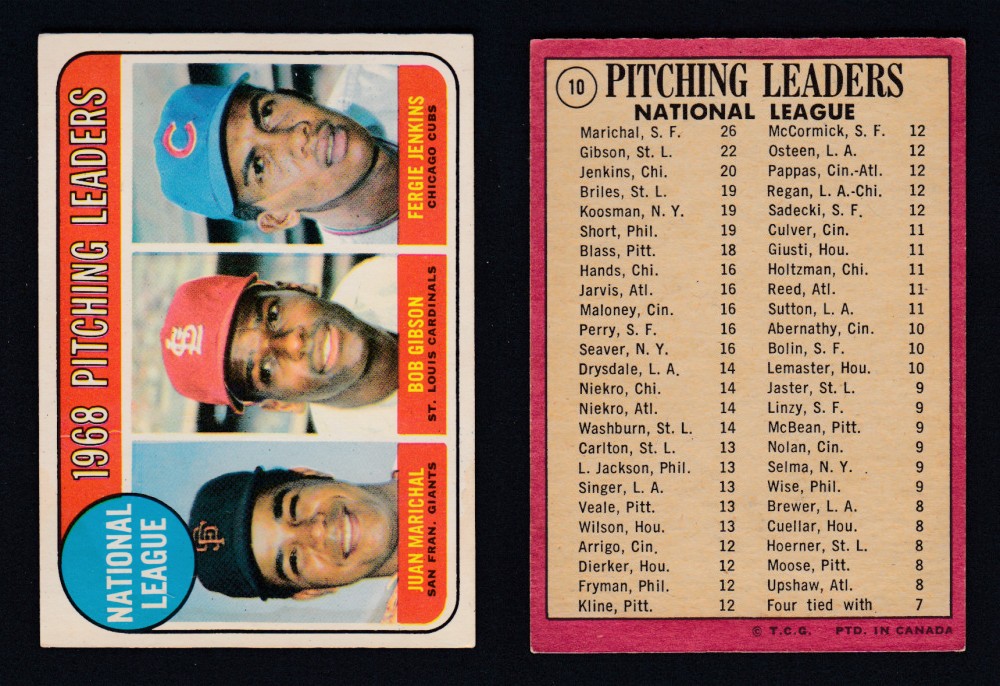 1968 PITCHING LEADERS
NATIONAL
LEAGUE
C
FERGIE JENKINS
CHICAGO CUBS
STL
BOB GIBSON
ST. LOUIS CARDINALS
SF
JUAN MARICHAL
SAN FRAN. GIANTS
10 PITCHING LEADERS
NATIONAL LEAGUE
Marichal, S. F. 26 McCormick, S. F. 12
Gibson, St. L. 22 Osteen, L. A. 12
Jenkins, Chi. 20 Pappas, Cin.-Atl. 12
Briles, St. L. 19 Regan, L. A.-Chi. 12
Koosman, N. Y. 19 Sadecki, S. F. 12
Short, Phil. 19 Culver, Cin. 11
Blass, Pitt. 18 Giusti, Hou. 11
Hands, Chi. 16 Holtzman, Chi. 11
Jarvis, Atl. 16 Reed, Atl. 11
Maloney, Cin. 16 Sutton, L. A. 11
Perry, S. F. 16 Abernathy, Cin. 10
Seaver, N. Y. 16 Bolin, S. F. 10
Drysdale, L. A. 14 Lemaster, Hou. 10
Niekro, Chi. 14 Jaster, St. L. 9
Niekro, Atl. 14 Linzy, S. F. 9
Washburn, St. L. 14 McBean, Pitt. 9
Carlton, St. L. 13 Nolan, Cin. 9
L. Jackson, Phil. 13 Selma, N. Y. 9
Singer, L. A. 13 Wise, Phil. 9
Veale, Pitt. 13 Brewer, L. A. 8
Wilson, Hou. 13 Cuellar, Hou. 8
Arrigo, Cin. 12 Hoerner, St. L. 8
Dierker, Hou. 12 Moose, Pitt. 8
Fryman, Phil. 12 Upshaw, Atl. 8
Kline, Pitt. 12 Four tied with 7
© T.C.G. PTD. IN CANADA